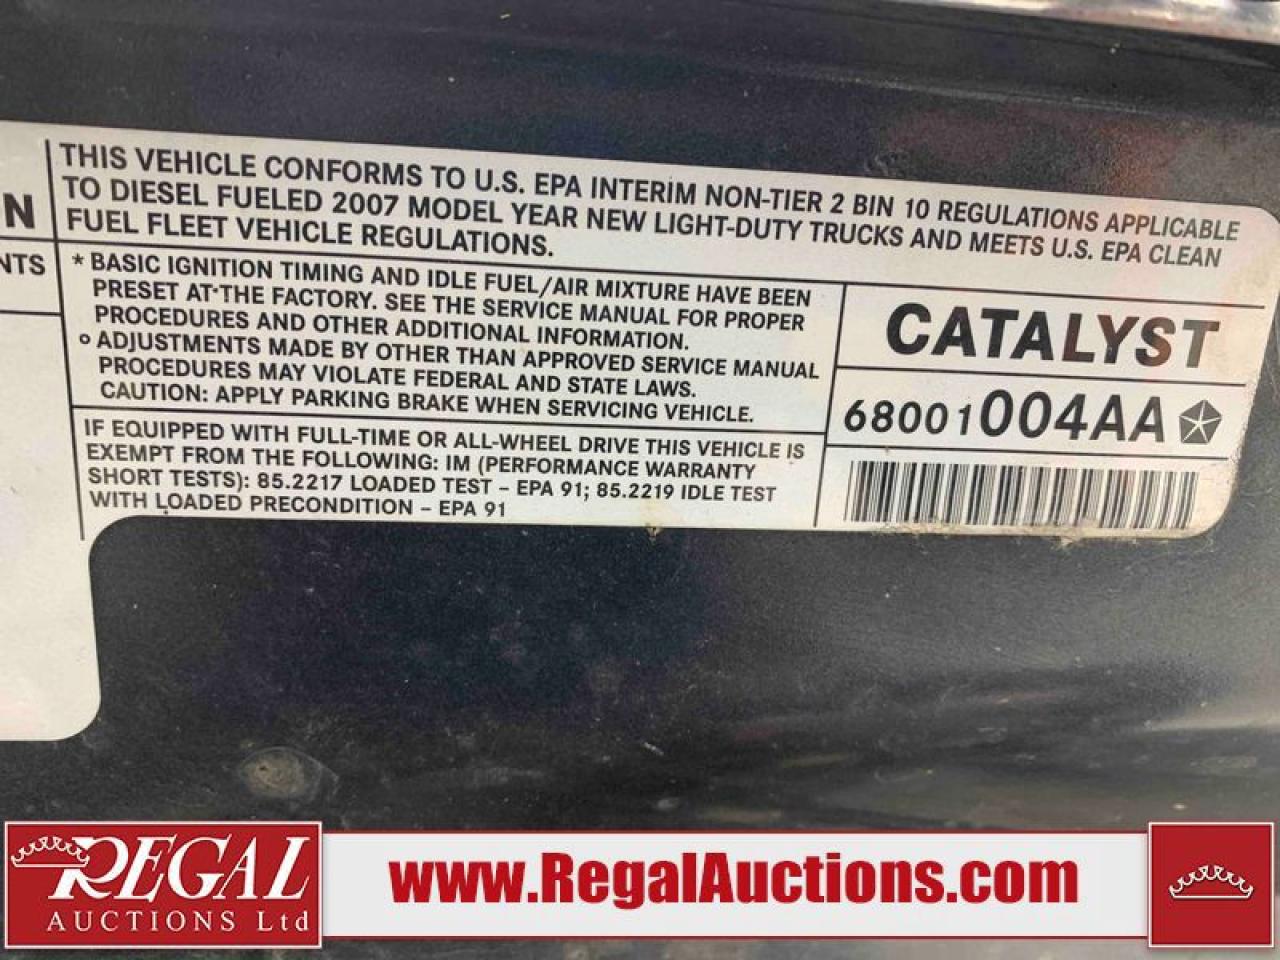 THIS VEHICLE CONFORMS TO U.S. EPA INTERIM NON-TIER 2 BIN 10 REGULATIONS APPLICABLE
TO DIESEL FUELED 2007 MODEL YEAR NEW LIGHT-DUTY TRUCKS AND MEETS U.S. EPA CLEAN
FUEL FLEET VEHICLE REGULATIONS.
N
NTS
* BASIC IGNITION TIMING AND IDLE FUEL/AIR MIXTURE HAVE BEEN
PRESET AT THE FACTORY. SEE THE SERVICE MANUAL FOR PROPER
PROCEDURES AND OTHER ADDITIONAL INFORMATION.
° ADJUSTMENTS MADE BY OTHER THAN APPROVED SERVICE MANUAL
PROCEDURES MAY VIOLATE FEDERAL AND STATE LAWS.
CAUTION: APPLY PARKING BRAKE WHEN SERVICING VEHICLE.
IF EQUIPPED WITH FULL-TIME OR ALL-WHEEL DRIVE THIS VEHICLE IS
EXEMPT FROM THE FOLLOWING: IM (PERFORMANCE WARRANTY
SHORT TESTS): 85.2217 LOADED TEST - EPA 91; 85.2219 IDLE TEST
WITH LOADED PRECONDITION - EPA 91
CATALYST
68001004AA
REGAL
AUCTIONS Ltd
www.RegalAuctions.com